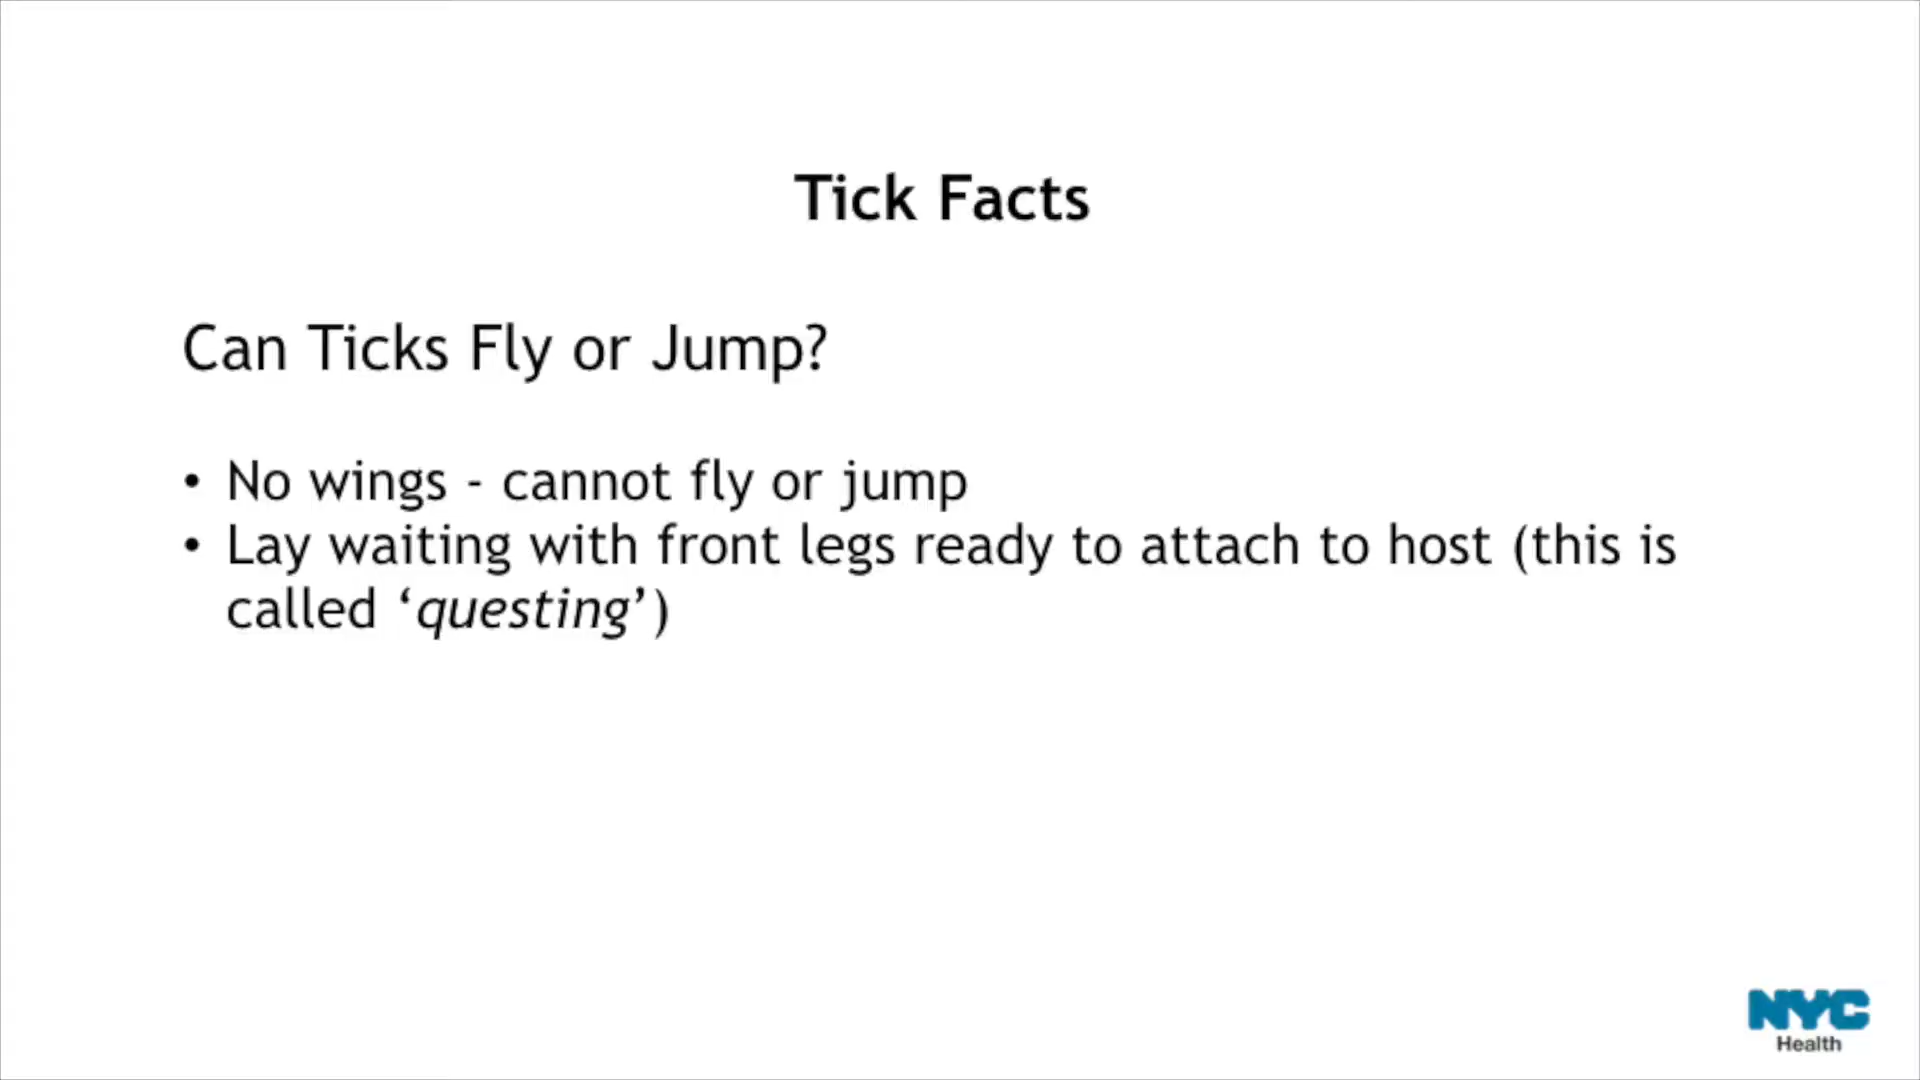 Tick Facts
Can Ticks Fly or Jump?
• No wings - cannot fly or jump
• Lay waiting with front legs ready to attach to host (this is
called ‘questing’)
NYC
Health